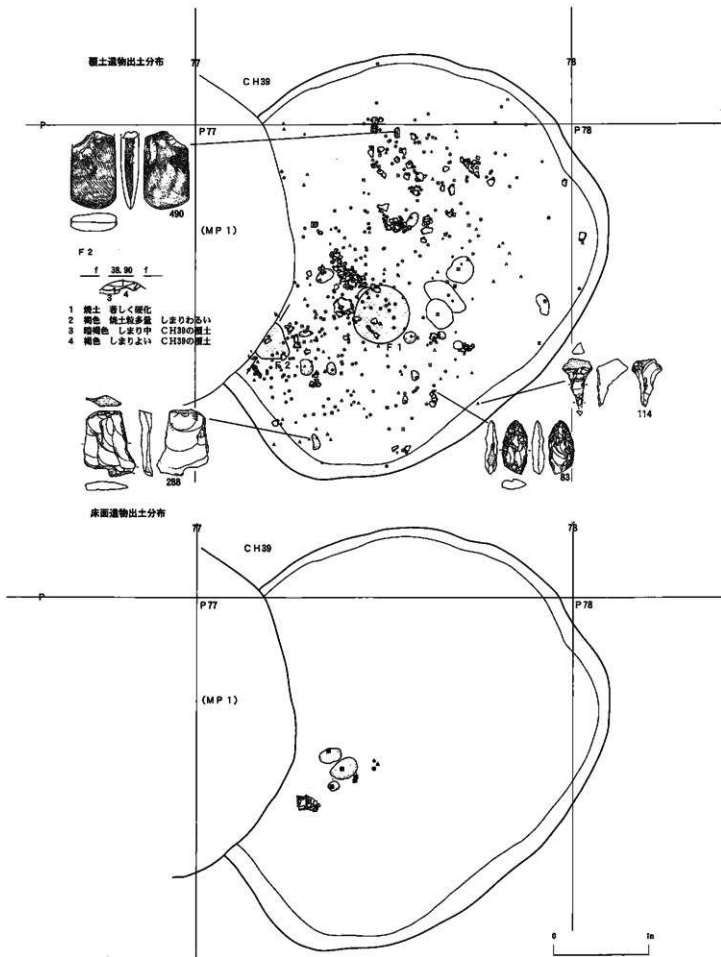 覆土遺物出土分布
77
CH39
78
P
P77
P78
490
(MP1)
F2
f 38.90 f
3 4
1 焼土 著しく硬化
2 褐色 焼土粒多量 しまりわるい
3 暗褐色 しまり中 CH39の覆土
4 褐色 しまりよい CH39の覆土
F1
F2
114
288
83
床面遺物出土分布
77
CH39
78
P
P77
P78
(MP1)
0 1m